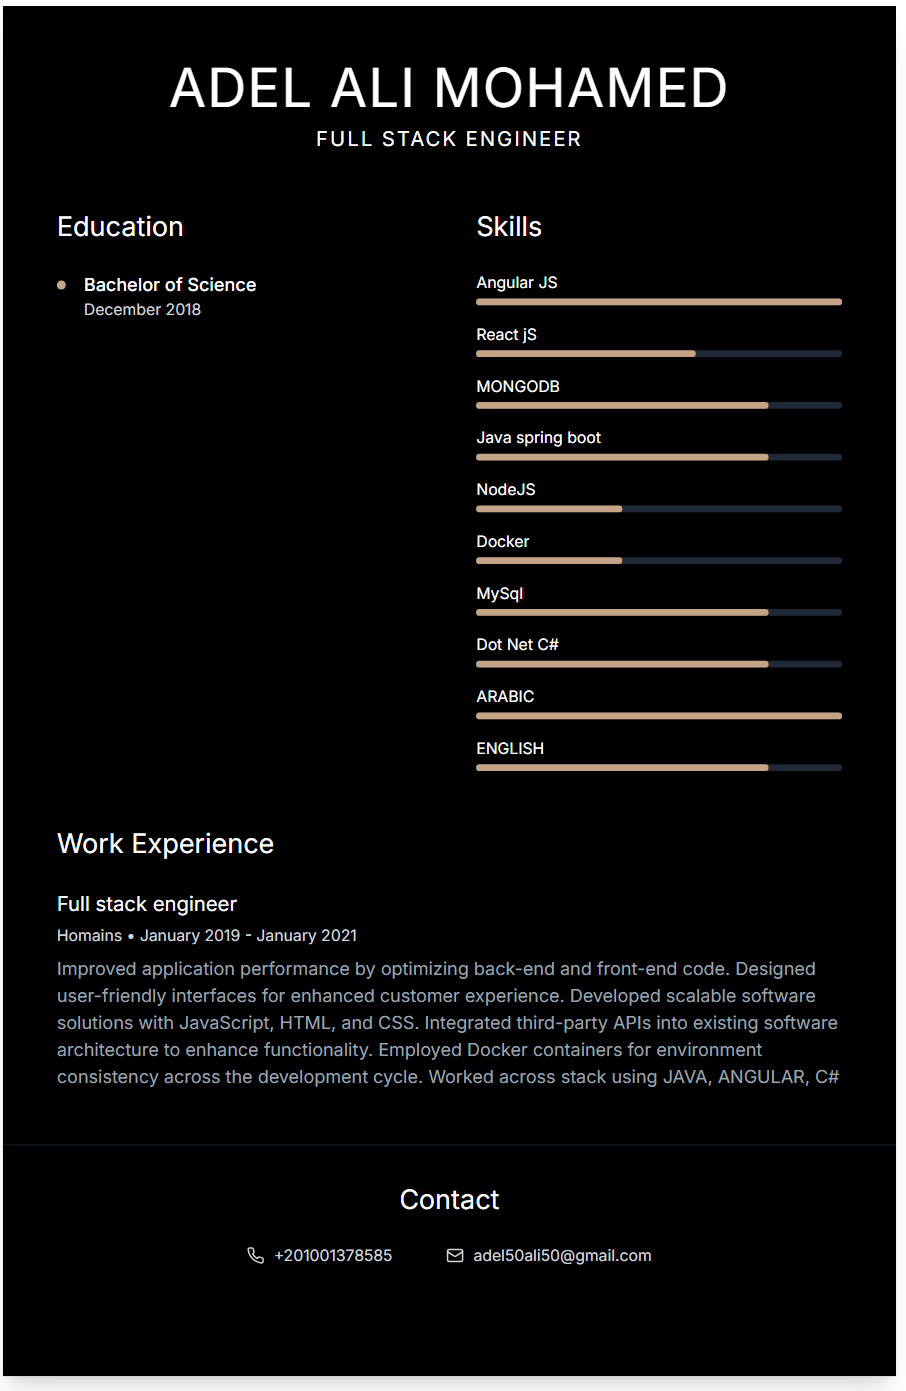 ADEL ALI MOHAMED
FULL STACK ENGINEER
Education
Bachelor of Science
December 2018
Skills
Angular JS
React jS
MONGODB
Java spring boot
NodeJS
Docker
MySql
Dot Net C#
ARABIC
ENGLISH
Work Experience
Full stack engineer
Homains • January 2019 - January 2021
Improved application performance by optimizing back-end and front-end code. Designed
user-friendly interfaces for enhanced customer experience. Developed scalable software
solutions with JavaScript, HTML, and CSS. Integrated third-party APIs into existing software
architecture to enhance functionality. Employed Docker containers for environment
consistency across the development cycle. Worked across stack using JAVA, ANGULAR, C#
Contact
+201001378585
adel50ali50@gmail.com